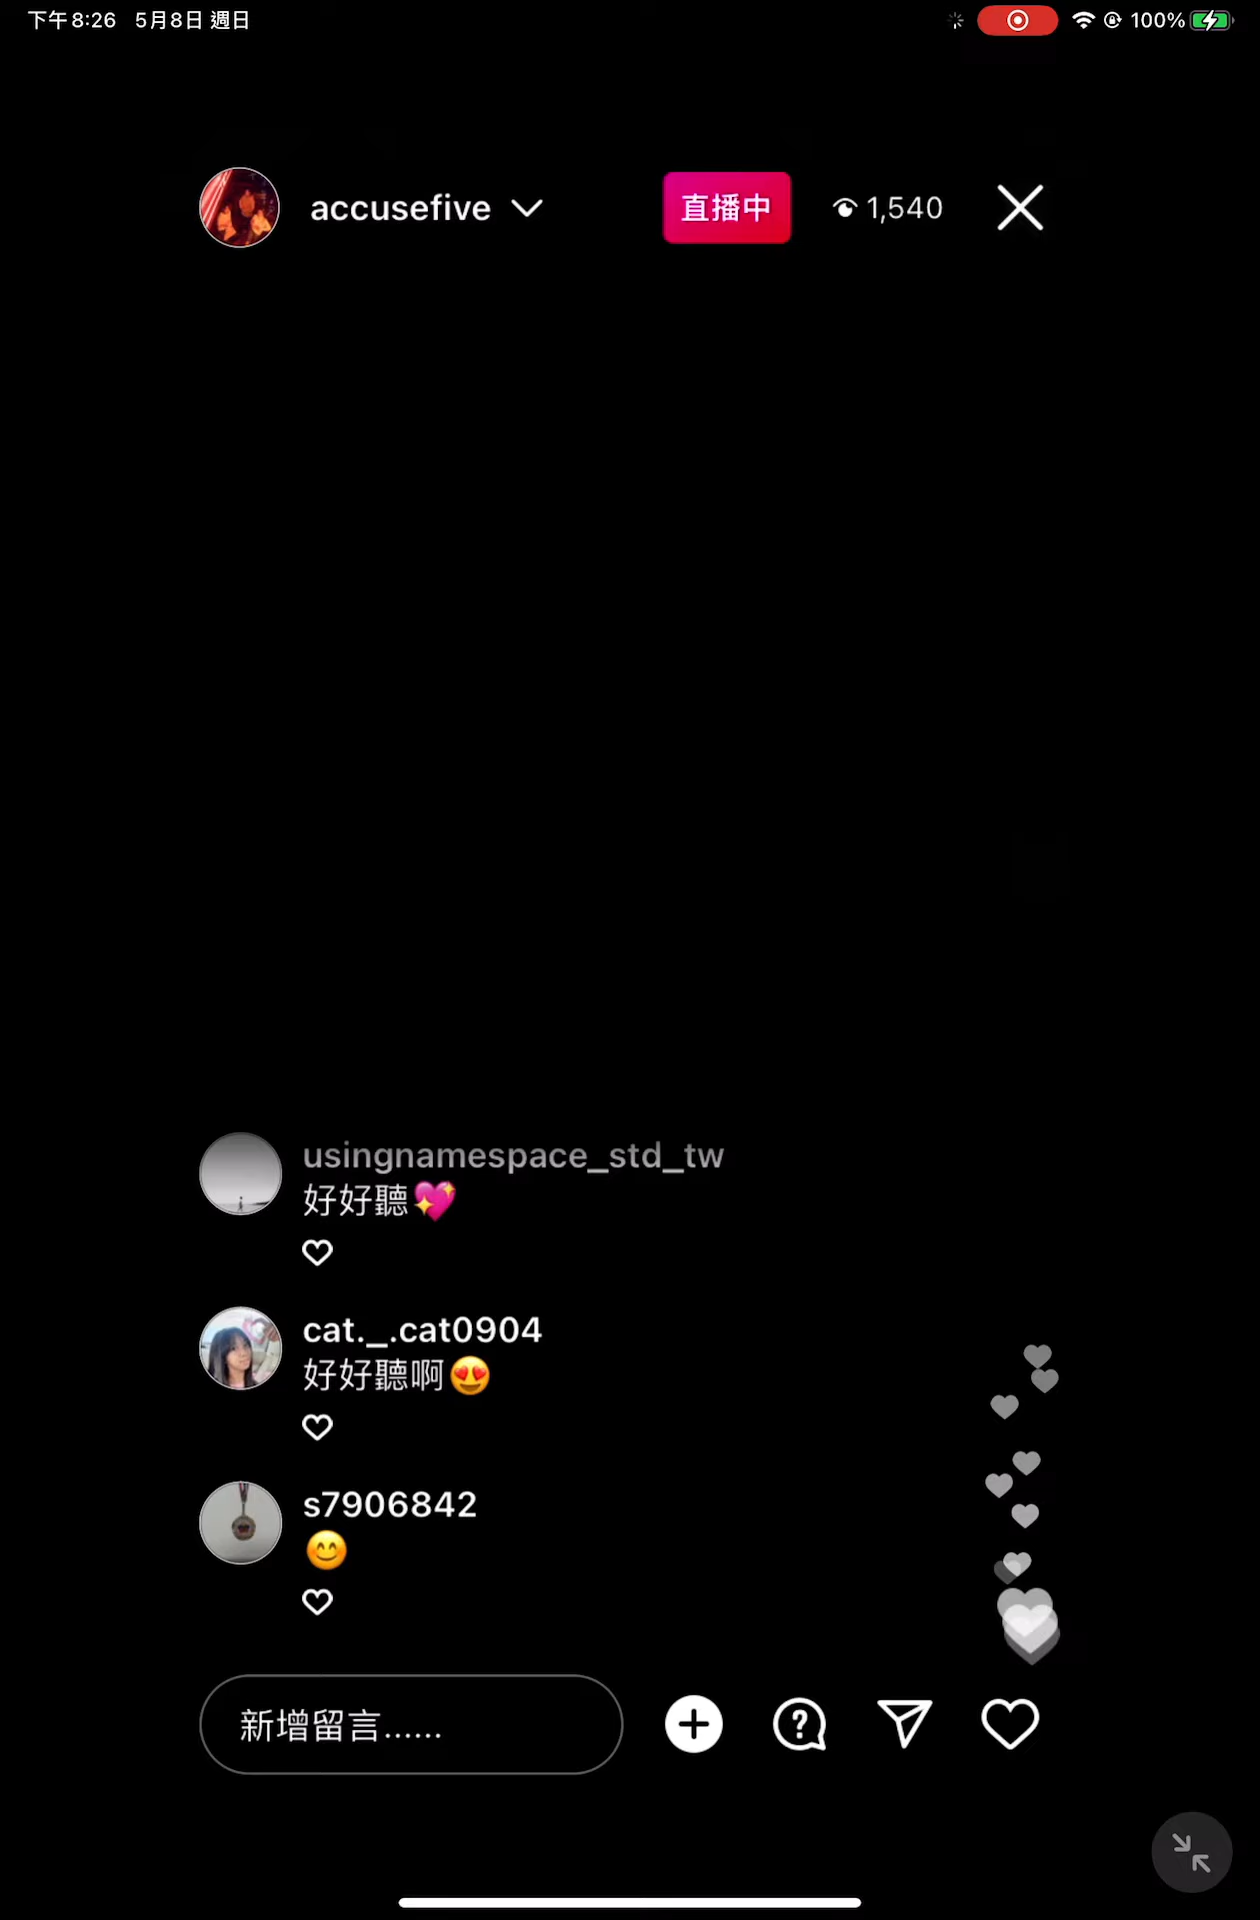 下午8:26 5月8日 週日
100%
accusefive
直播中
1,540
usingnamespace_std_tw
好好聽💖
cat._.cat0904
好好聽啊😍
s7906842
😊
新增留言......